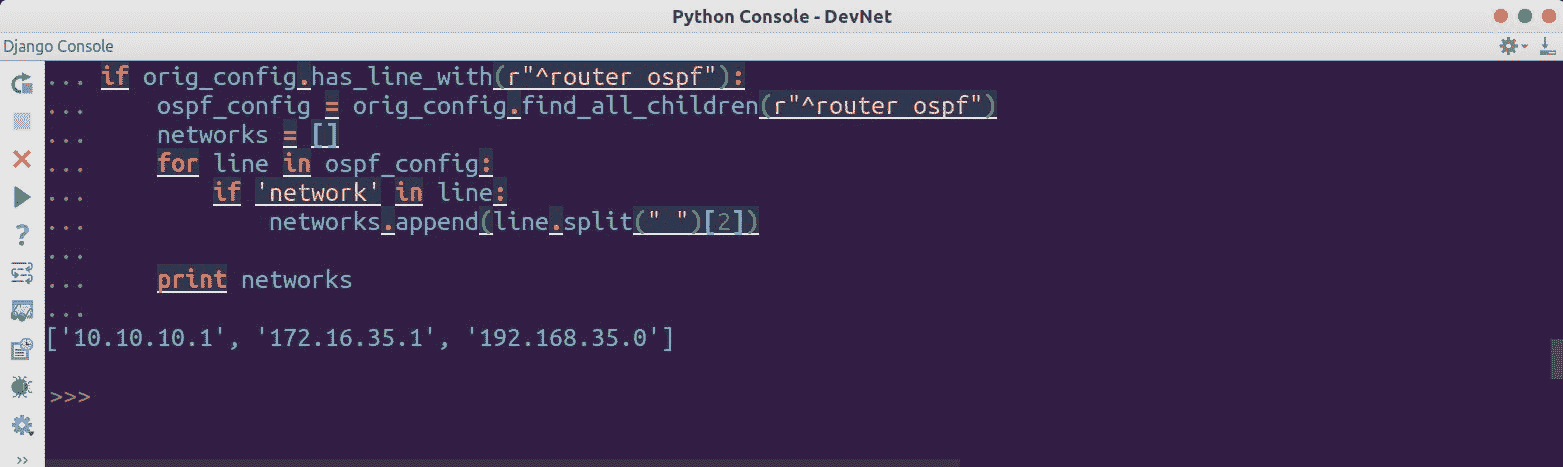 Python Console - DevNet
Django Console
... if orig_config.has_line_with(r"^router ospf"):
...     ospf_config = orig_config.find_all_children(r"^router ospf")
...     networks = []
...     for line in ospf_config:
...         if 'network' in line:
...             networks.append(line.split(" ")[2])
...
...     print networks
...
['10.10.10.1', '172.16.35.1', '192.168.35.0']
>>>